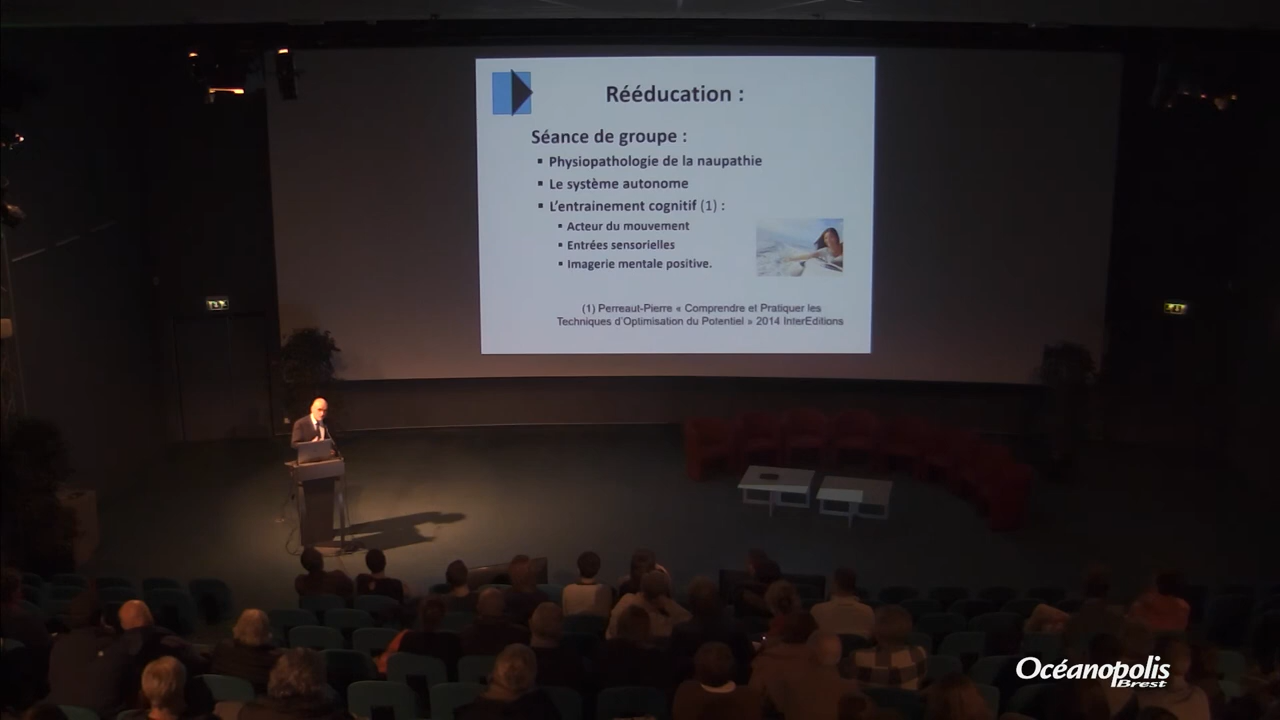 Rééducation :
Séance de groupe :
▪ Physiopathologie de la naupathie
▪ Le système autonome
▪ L'entrainement cognitif (1) :
▪ Acteur du mouvement
▪ Entrées sensorielles
▪ Imagerie mentale positive.
(1) Perreaut-Pierre « Comprendre et Pratiquer les
Techniques d'Optimisation du Potentiel » 2014 InterEditions
Océanopolis
Brest